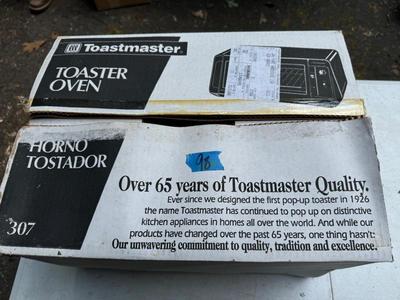 Toastmaster
TOASTER
OVEN
HORNO
TOSTADOR
98
Over 65 years of Toastmaster Quality.
Ever since we designed the first pop-up toaster in 1926
the name Toastmaster has continued to pop up on distinctive
kitchen appliances in homes all over the world. And while our
products have changed over the past 65 years, one thing hasn't:
Our unwavering commitment to quality, tradition and excellence.
307